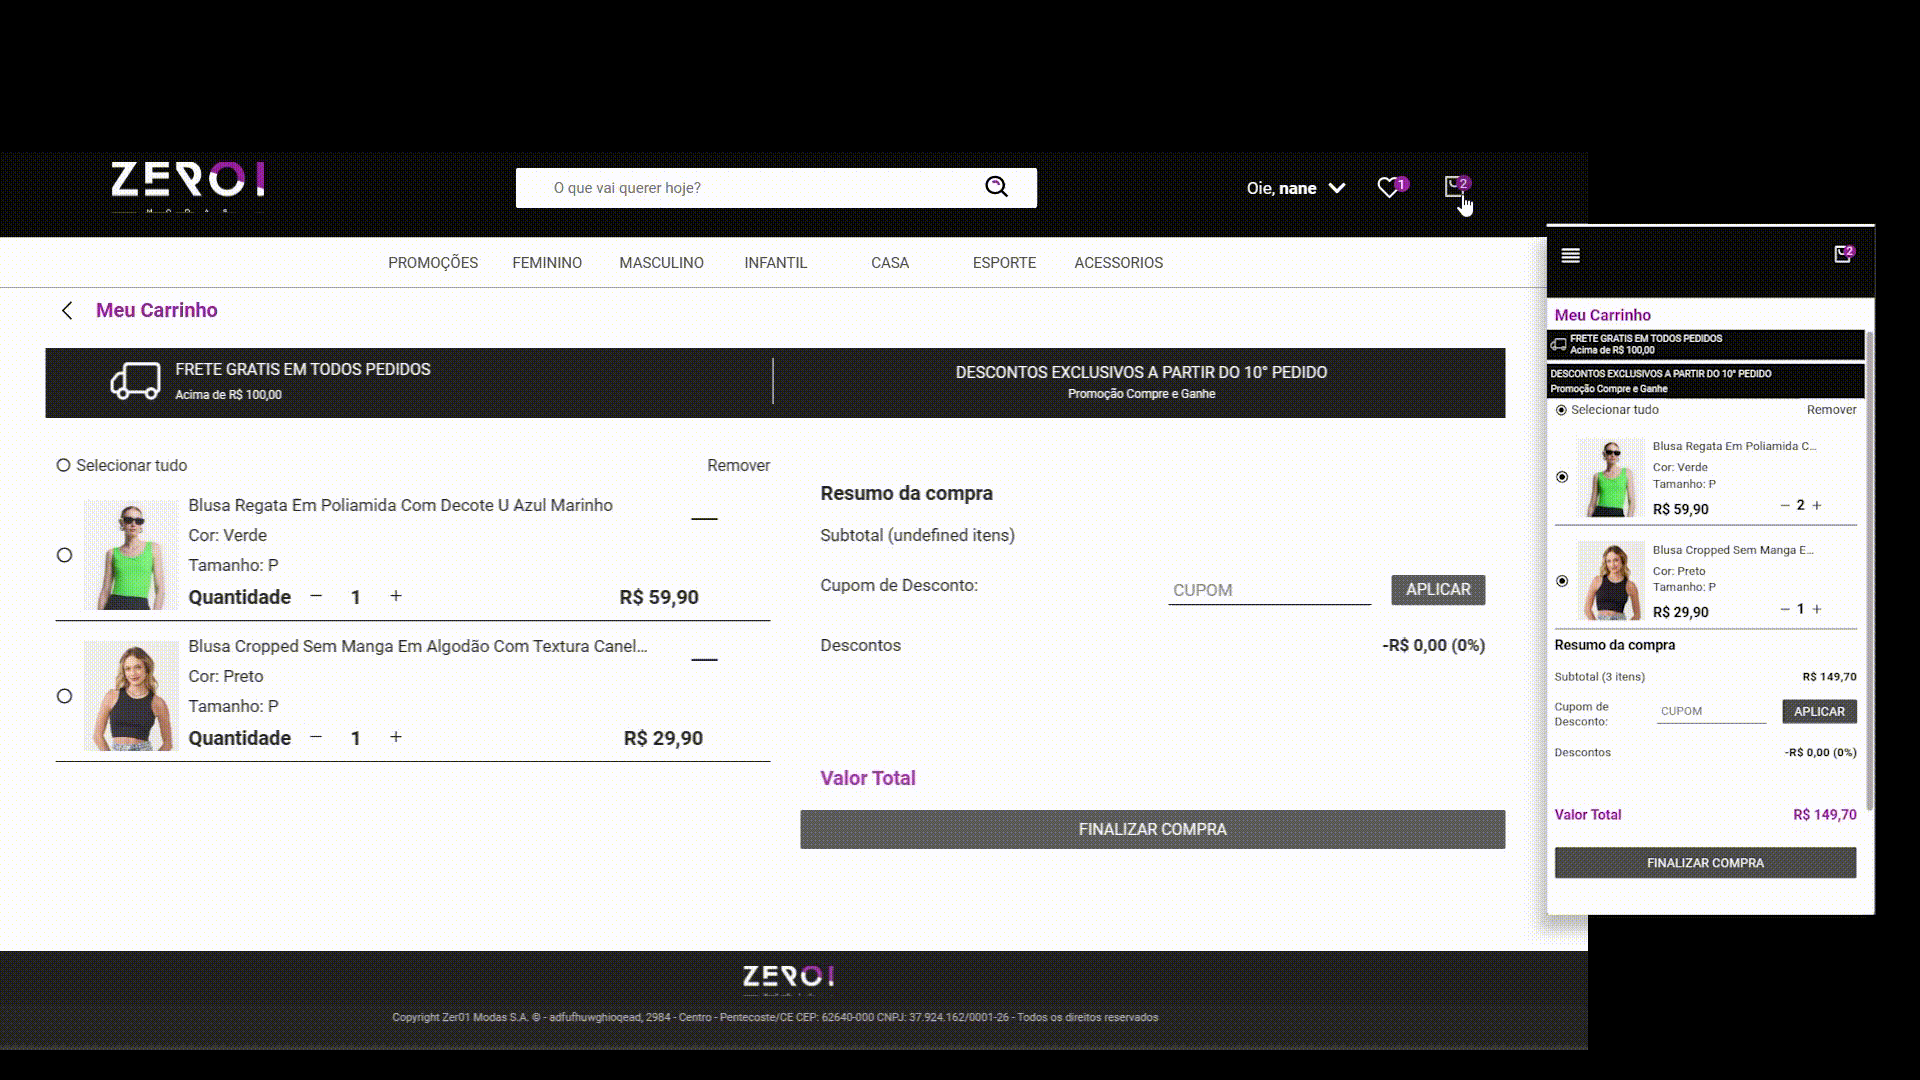 ZERO1
O que vai querer hoje?
Oie, nane
1
2
PROMOÇÕES FEMININO MASCULINO INFANTIL CASA ESPORTE ACESSORIOS
Meu Carrinho
FRETE GRATIS EM TODOS PEDIDOS
Acima de R$ 100,00
DESCONTOS EXCLUSIVOS A PARTIR DO 10° PEDIDO
Promoção Compre e Ganhe
Selecionar tudo
Remover
Blusa Regata Em Poliamida Com Decote U Azul Marinho
Cor: Verde
Tamanho: P
Quantidade − 1 + R$ 59,90
Blusa Cropped Sem Manga Em Algodão Com Textura Canel...
Cor: Preto
Tamanho: P
Quantidade − 1 + R$ 29,90
Resumo da compra
Subtotal (undefined itens)
Cupom de Desconto: CUPOM APLICAR
Descontos -R$ 0,00 (0%)
Valor Total
FINALIZAR COMPRA
ZERO1
Copyright Zer01 Modas S.A. © - adfufhuwghioqead, 2984 - Centro - Pentecoste/CE CEP: 62640-000 CNPJ: 37.924.162/0001-26 - Todos os direitos reservados
2
Meu Carrinho
FRETE GRATIS EM TODOS PEDIDOS
Acima de R$ 100,00
DESCONTOS EXCLUSIVOS A PARTIR DO 10° PEDIDO
Promoção Compre e Ganhe
Selecionar tudo
Remover
Blusa Regata Em Poliamida C...
Cor: Verde
Tamanho: P
R$ 59,90 − 2 +
Blusa Cropped Sem Manga E...
Cor: Preto
Tamanho: P
R$ 29,90 − 1 +
Resumo da compra
Subtotal (3 itens) R$ 149,70
Cupom de
Desconto:
CUPOM
APLICAR
Descontos -R$ 0,00 (0%)
Valor Total R$ 149,70
FINALIZAR COMPRA